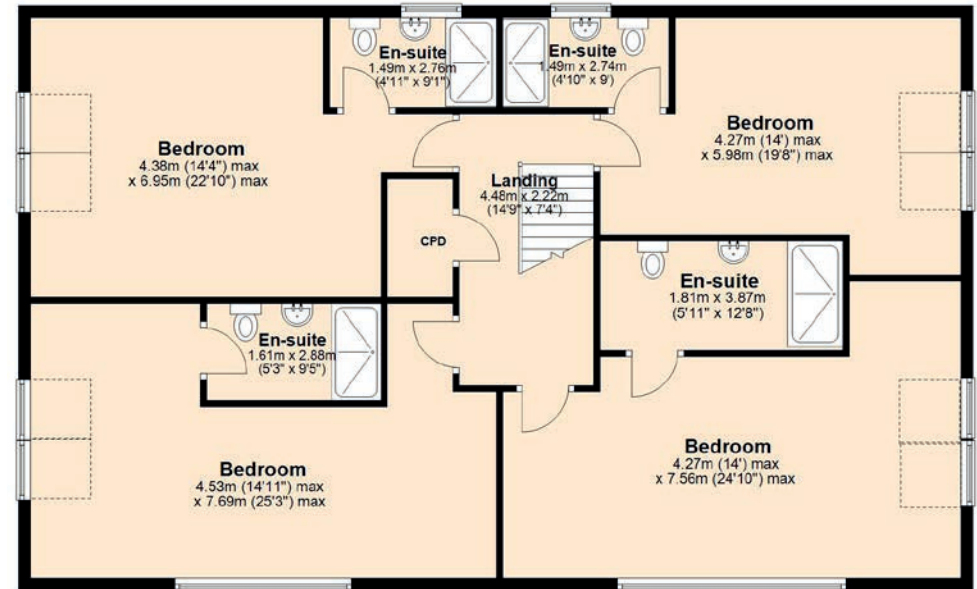 En-suite
1.49m x 2.76m
(4'11" x 9'1")
En-suite
1.49m x 2.74m
(4'10" x 9')
Bedroom
4.38m (14'4") max
x 6.95m (22'10") max
Bedroom
4.27m (14') max
x 5.98m (19'8") max
Landing
4.48m x 2.22m
(14'9" x 7'4")
CPD
En-suite
1.81m x 3.87m
(5'11" x 12'8")
En-suite
1.61m x 2.88m
(5'3" x 9'5")
Bedroom
4.53m (14'11") max
x 7.69m (25'3") max
Bedroom
4.27m (14') max
x 7.56m (24'10") max